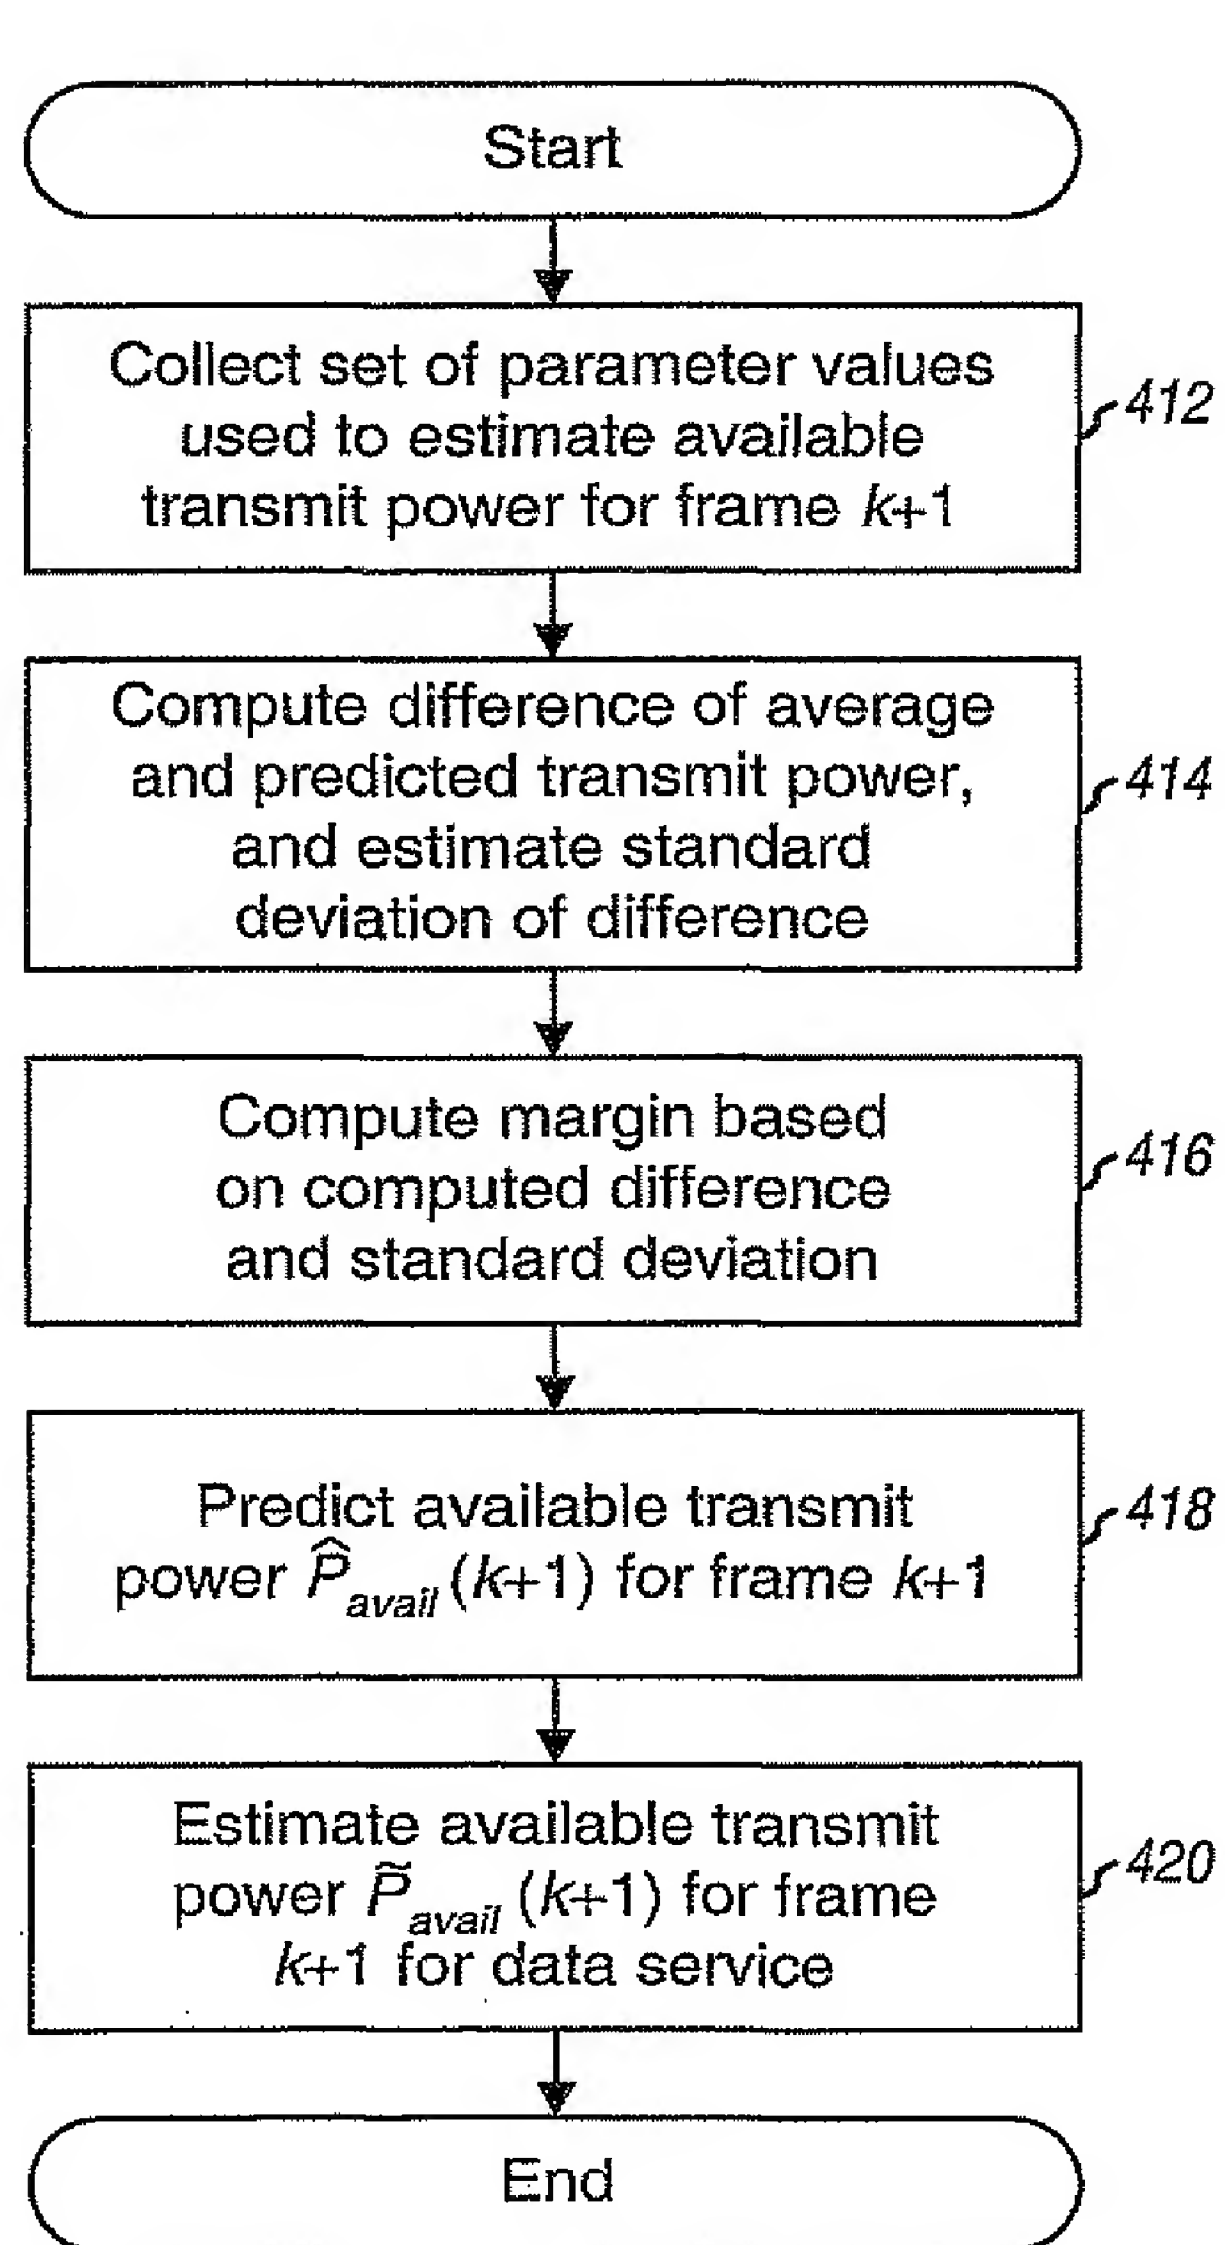 Start
Collect set of parameter values
used to estimate available
transmit power for frame k+1
412
Compute difference of average
and predicted transmit power,
and estimate standard
deviation of difference
414
Compute margin based
on computed difference
and standard deviation
416
Predict available transmit
power P̂avail (k+1) for frame k+1
418
Estimate available transmit
power P̃avail (k+1) for frame
k+1 for data service
420
End